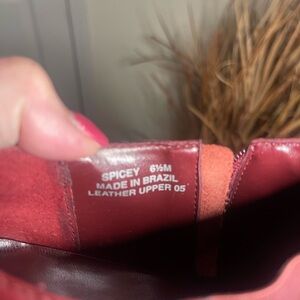 SPICEY 6½M
MADE IN BRAZIL
LEATHER UPPER 05